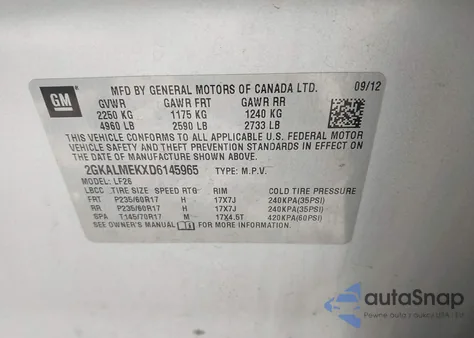 GM
MFD BY GENERAL MOTORS OF CANADA LTD. 09/12
GVWR GAWR FRT GAWR RR
2250 KG 1175 KG 1240 KG
4960 LB 2590 LB 2733 LB
THIS VEHICLE CONFORMS TO ALL APPLICABLE U.S. FEDERAL MOTOR
VEHICLE SAFETY AND THEFT PREVENTION STANDARDS IN EFFECT ON THE
DATE OF MANUFACTURE SHOWN ABOVE.
2GKALMEKXD6145965 TYPE: M.P.V.
MODEL: LF26
LBCC TIRE SIZE SPEED RTG RIM COLD TIRE PRESSURE
FRT P235/60R17 H 17X7J 240KPA(35PSI)
RR P235/60R17 H 17X7J 240KPA(35PSI)
SPA T145/70R17 M 17X4.5T 420KPA(60PSI)
SEE OWNER'S MANUAL FOR MORE INFORMATION.
autoSnap
Pewne auto z rynku USA